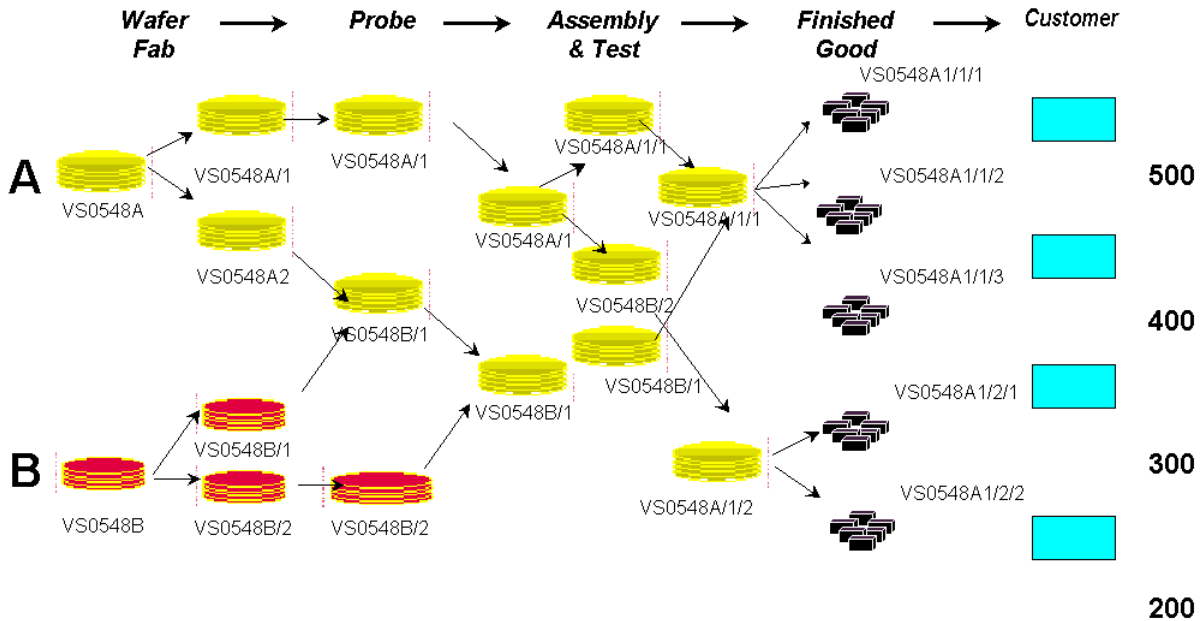 Wafer
Fab
Probe
Assembly
& Test
Finished
Good
Customer
VS0548A1/1/1
VS0548A/1/1
VS0548A/1
VS0548A/1
A
VS0548A
VS0548A1/1/2
500
VS0548A/1/1
VS0548A/1
VS0548A2
VS0548A1/1/3
VS0548B/2
400
VS0548B/1
VS0548B/1
VS0548A1/2/1
VS0548B/1
VS0548B/1
B
300
VS0548A1/2/2
VS0548A/1/2
VS0548B
VS0548B/2
VS0548B/2
200